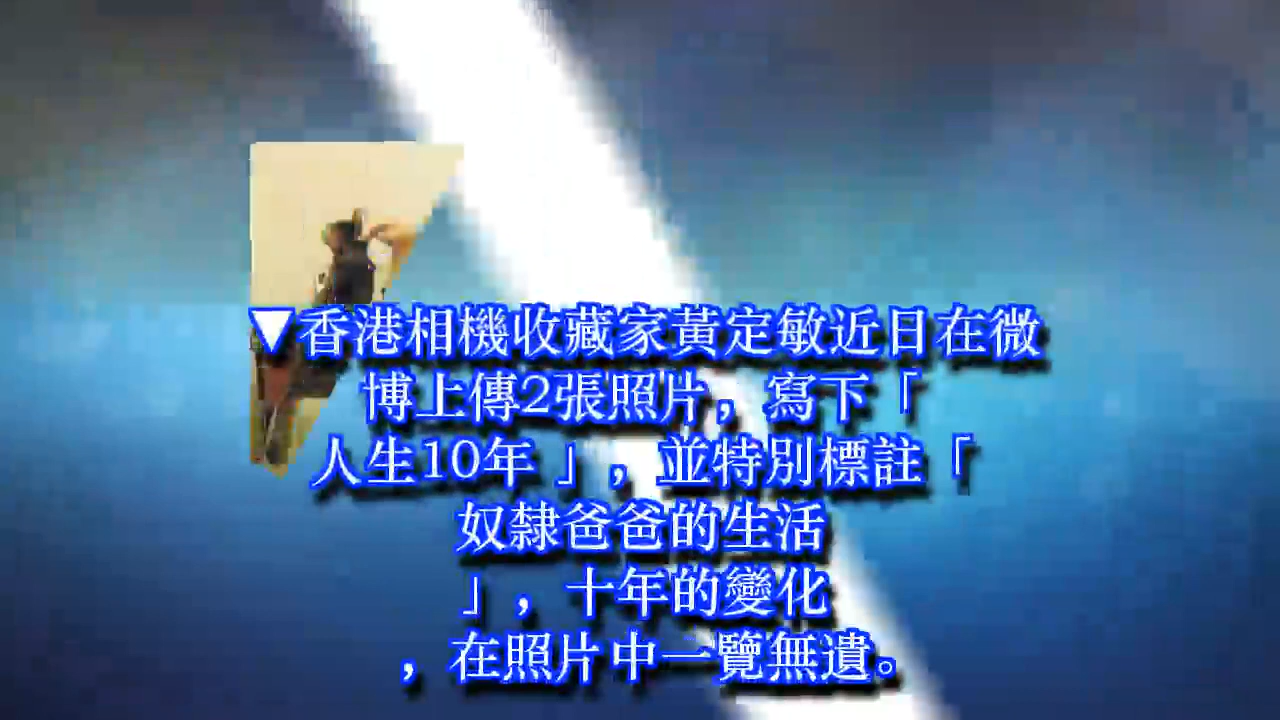 ▼香港相機收藏家黃定敏近日在微
博上傳2張照片，寫下「
人生10年 」，並特別標註「
奴隸爸爸的生活
」，十年的變化
，在照片中一覽無遺。